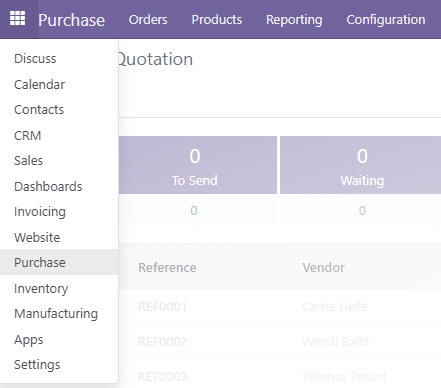 Purchase Orders Products Reporting Configuration
Discuss
Quotation
Calendar
Contacts
CRM
Sales
Dashboards
Invoicing
Website
Purchase
Inventory
Manufacturing
Apps
Settings
0 0
To Send Waiting
0 0
Reference Vendor
REF0001 Carrie Helle
REF0002 Wendi Baltz
REF0003 Thomas Passot